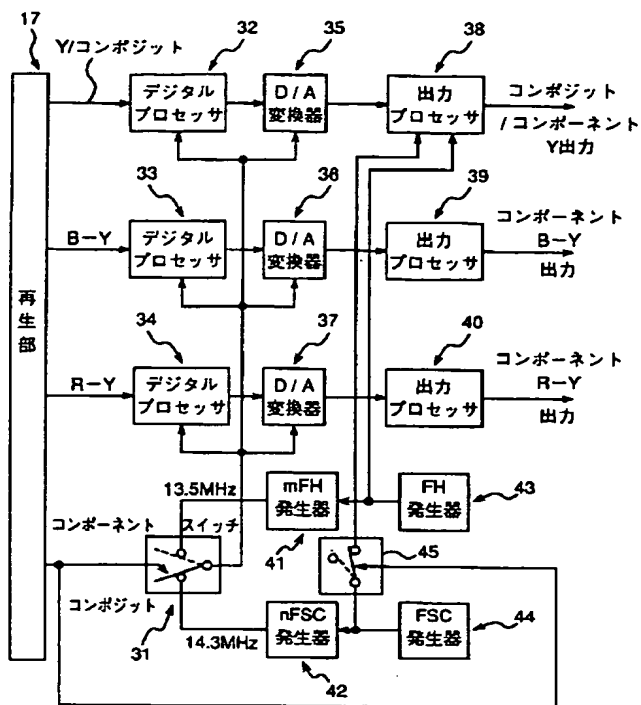 17
Y/コンポジット
32
35
38
デジタル
プロセッサ
D/A
変換器
出力
プロセッサ
コンポジット
/コンポーネント
Y出力
33
36
39
B-Y
デジタル
プロセッサ
D/A
変換器
出力
プロセッサ
コンポーネント
B-Y
出力
再生部
34
37
40
R-Y
デジタル
プロセッサ
D/A
変換器
出力
プロセッサ
コンポーネント
R-Y
出力
13.5MHz
mFH
発生器
41
FH
発生器
43
コンポーネント
スイッチ
45
コンポジット
31
14.3MHz
nFSC
発生器
42
FSC
発生器
44